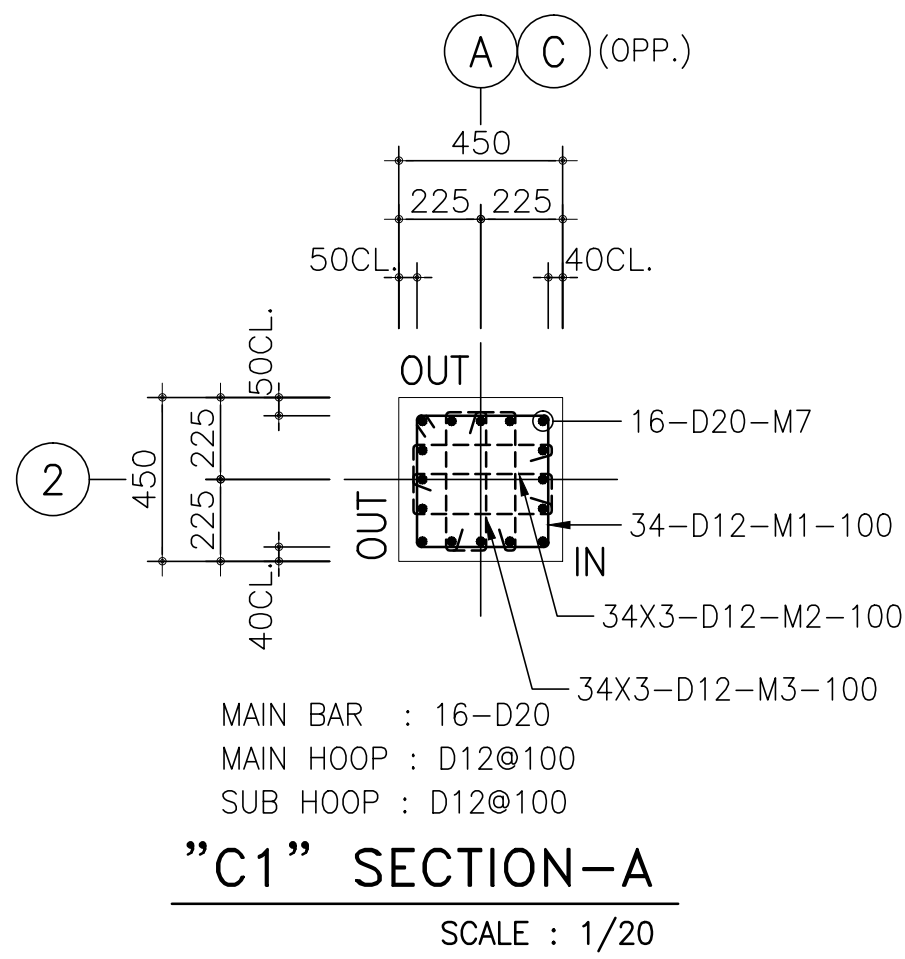 A C (OPP.)
450
225 225
50CL. 40CL.
50CL.
OUT
16-D20-M7
225
2
450
225
OUT
34-D12-M1-100
IN
40CL.
34X3-D12-M2-100
34X3-D12-M3-100
MAIN BAR : 16-D20
MAIN HOOP : D12@100
SUB HOOP : D12@100
"C1" SECTION-A
SCALE : 1/20